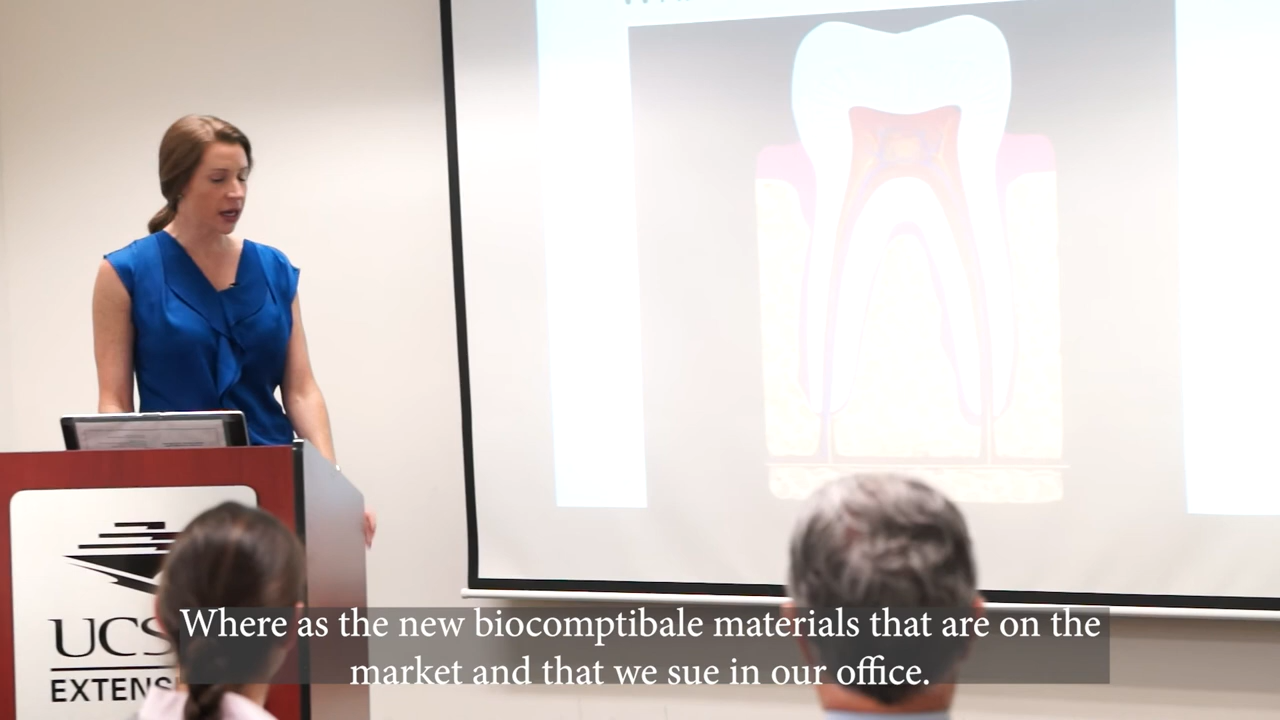 UCS
EXTENS
Where as the new biocomptibale materials that are on the
market and that we sue in our office.